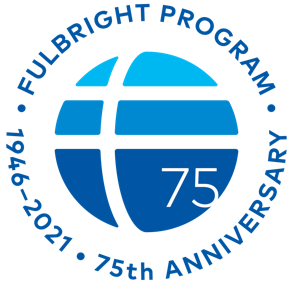 • FULBRIGHT PROGRAM •
1946–2021 • 75th ANNIVERSARY
75